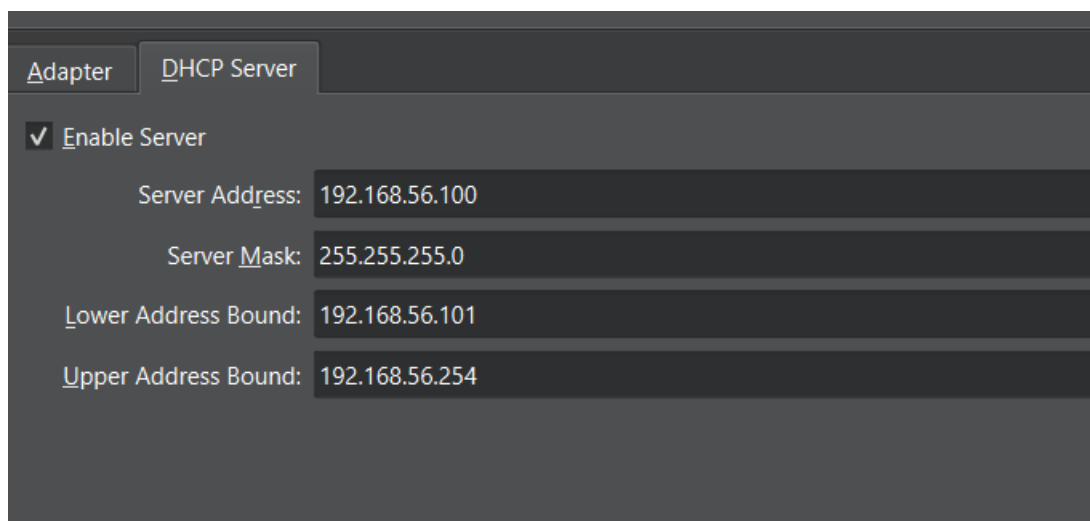 Adapter DHCP Server
Enable Server
Server Address: 192.168.56.100
Server Mask: 255.255.255.0
Lower Address Bound: 192.168.56.101
Upper Address Bound: 192.168.56.254